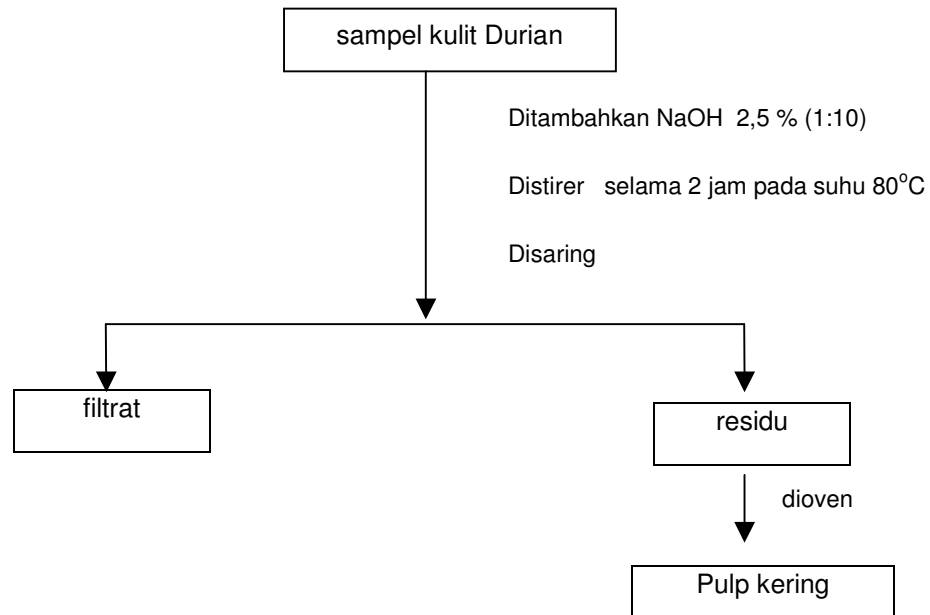 sampel kulit Durian
Ditambahkan NaOH 2,5 % (1:10)
Distirer selama 2 jam pada suhu 80°C
Disaring
filtrat
residu
dioven
Pulp kering